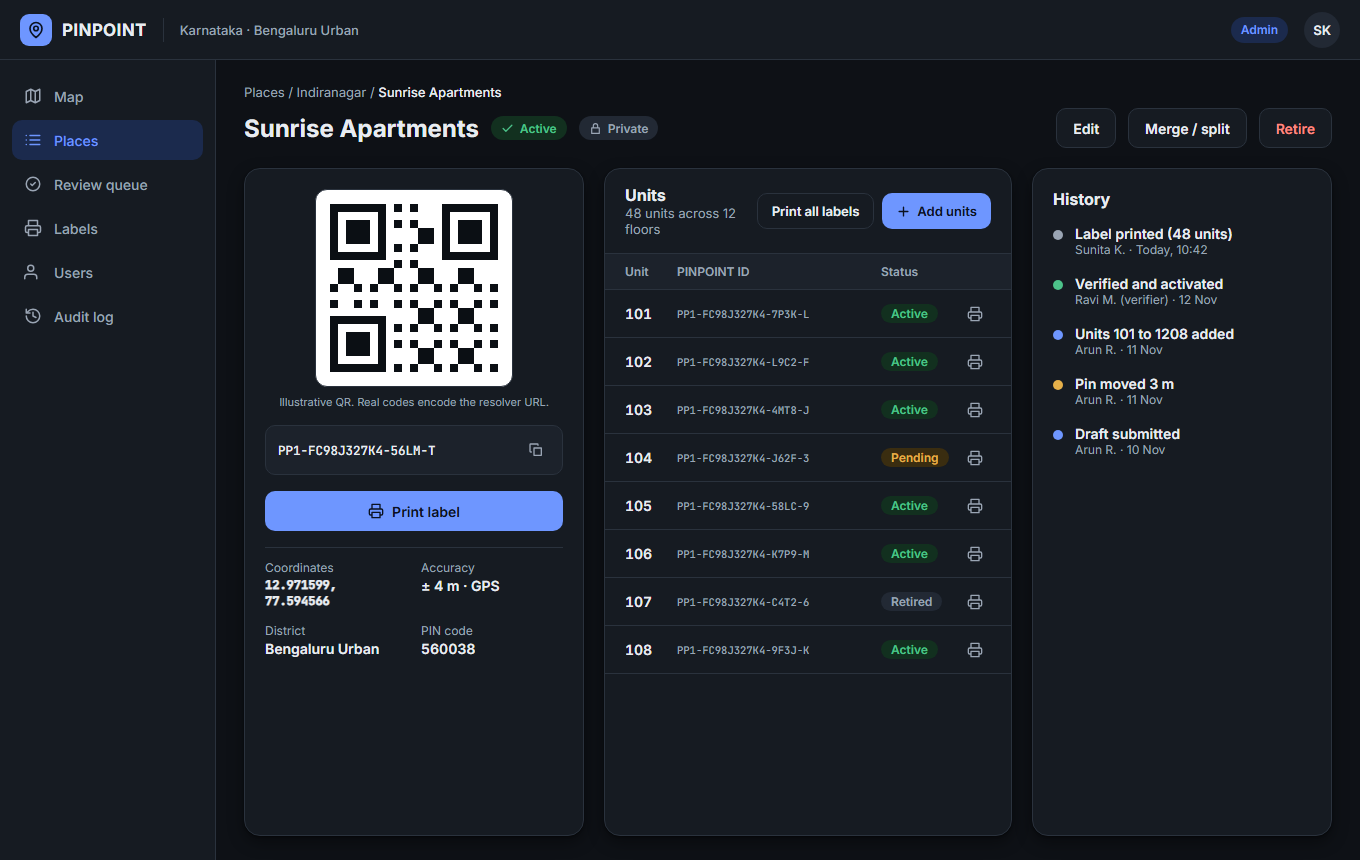 PINPOINT
Karnataka · Bengaluru Urban
Admin
SK
Map
Places
Review queue
Labels
Users
Audit log
Places / Indiranagar / Sunrise Apartments
Sunrise Apartments
Active
Private
Edit
Merge / split
Retire
Illustrative QR. Real codes encode the resolver URL.
PP1-FC98J327K4-56LM-T
Print label
Coordinates
12.971599,
77.594566
Accuracy
± 4 m · GPS
District
Bengaluru Urban
PIN code
560038
Units
48 units across 12
floors
Print all labels
Add units
Unit PINPOINT ID Status
101 PP1-FC98J327K4-7P3K-L Active
102 PP1-FC98J327K4-L9C2-F Active
103 PP1-FC98J327K4-4MT8-J Active
104 PP1-FC98J327K4-J62F-3 Pending
105 PP1-FC98J327K4-58LC-9 Active
106 PP1-FC98J327K4-K7P9-M Active
107 PP1-FC98J327K4-C4T2-6 Retired
108 PP1-FC98J327K4-9F3J-K Active
History
Label printed (48 units)
Sunita K. · Today, 10:42
Verified and activated
Ravi M. (verifier) · 12 Nov
Units 101 to 1208 added
Arun R. · 11 Nov
Pin moved 3 m
Arun R. · 11 Nov
Draft submitted
Arun R. · 10 Nov